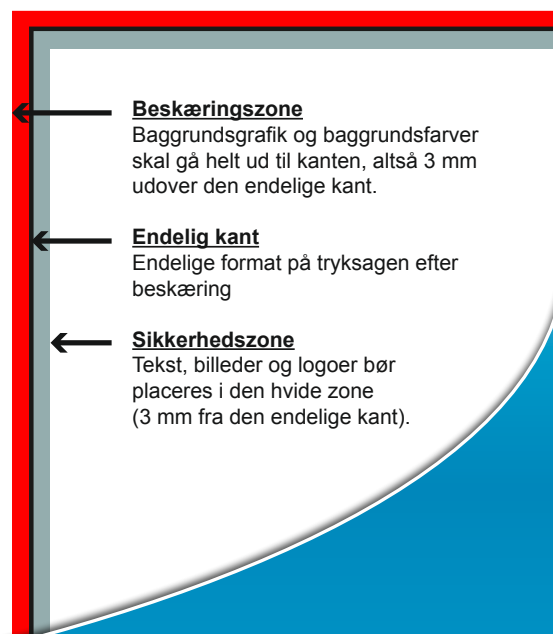 Beskæringszone
Baggrundsgrafik og baggrundsfarver
skal gå helt ud til kanten, altså 3 mm
udover den endelige kant.
Endelig kant
Endelige format på tryksagen efter
beskæring
Sikkerhedszone
Tekst, billeder og logoer bør
placeres i den hvide zone
(3 mm fra den endelige kant).